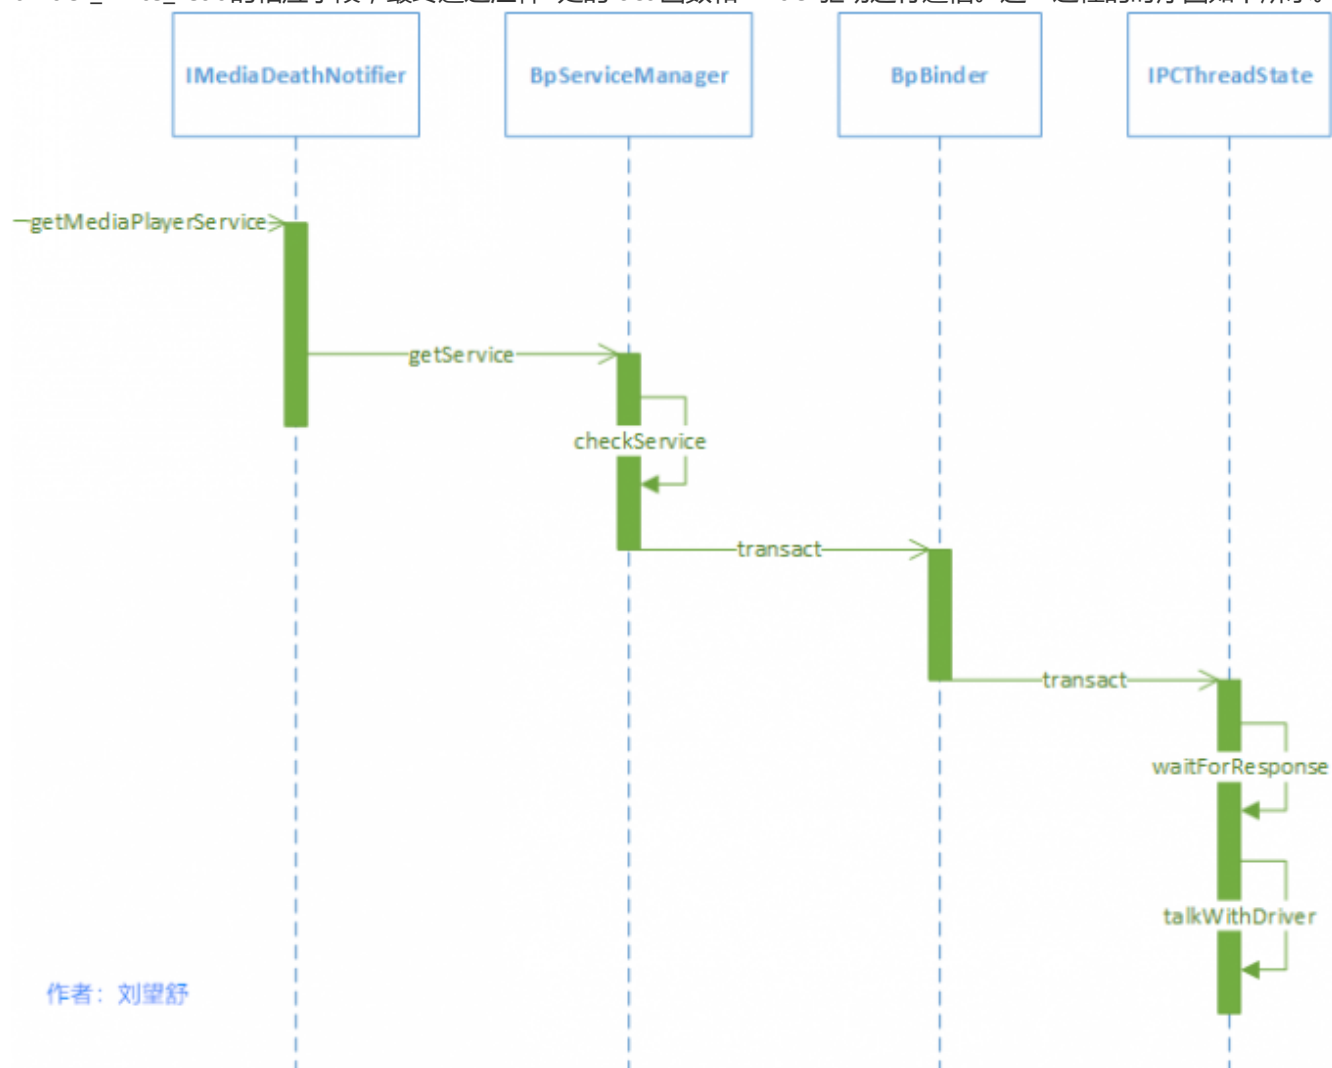 IMediaDeathNotifier
BpServiceManager
BpBinder
IPCThreadState
getMediaPlayerService
getService
checkService
transact
transact
waitForResponse
talkWithDriver
作者：刘望舒